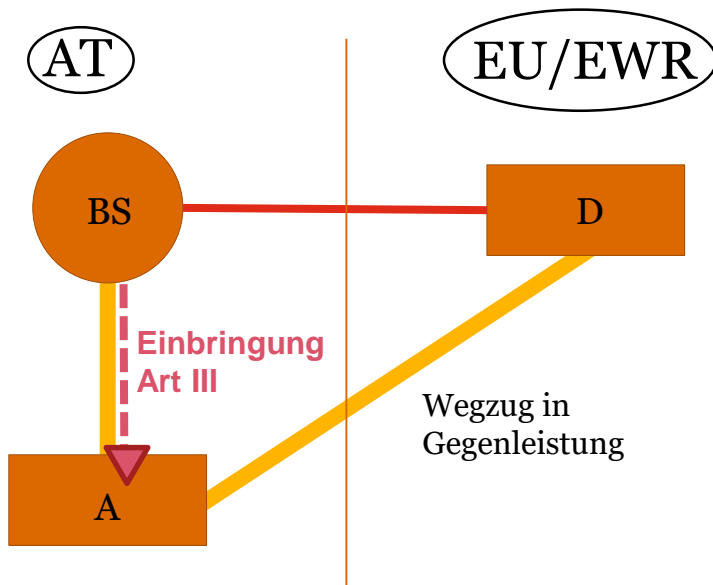 AT
EU/EWR
BS
D
Einbringung
Art III
Wegzug in
Gegenleistung
A